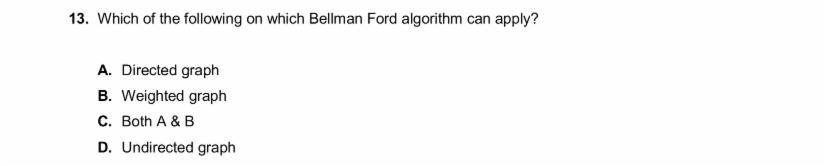 13. Which of the following on which Bellman Ford algorithm can apply?
A. Directed graph
B. Weighted graph
C. Both A & B
D. Undirected graph